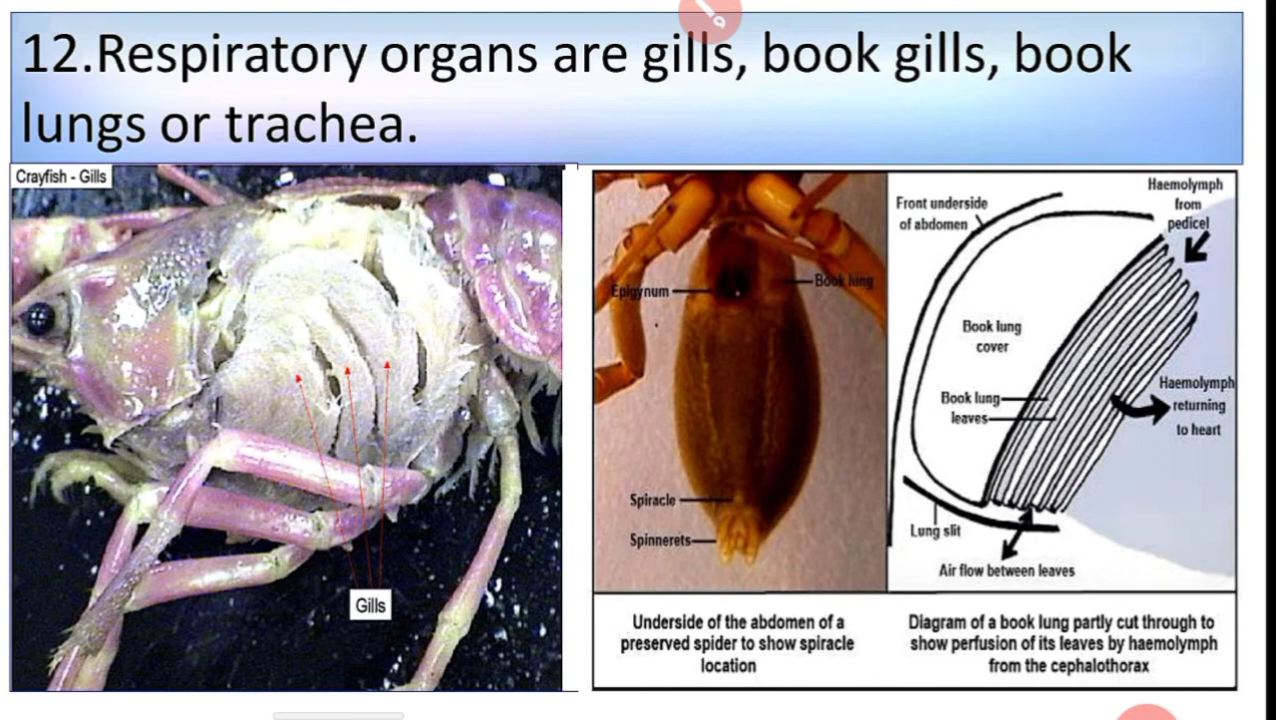 12.Respiratory organs are gills, book gills, book
lungs or trachea.
Crayfish - Gills
Gills
Epigynum
Book lung
Spiracle
Spinnerets
Underside of the abdomen of a
preserved spider to show spiracle
location
Front underside
of abdomen
Haemolymph
from
pedicel
Book lung
cover
Book lung
leaves
Haemolymph
returning
to heart
Lung slit
Air flow between leaves
Diagram of a book lung partly cut through to
show perfusion of its leaves by haemolymph
from the cephalothorax